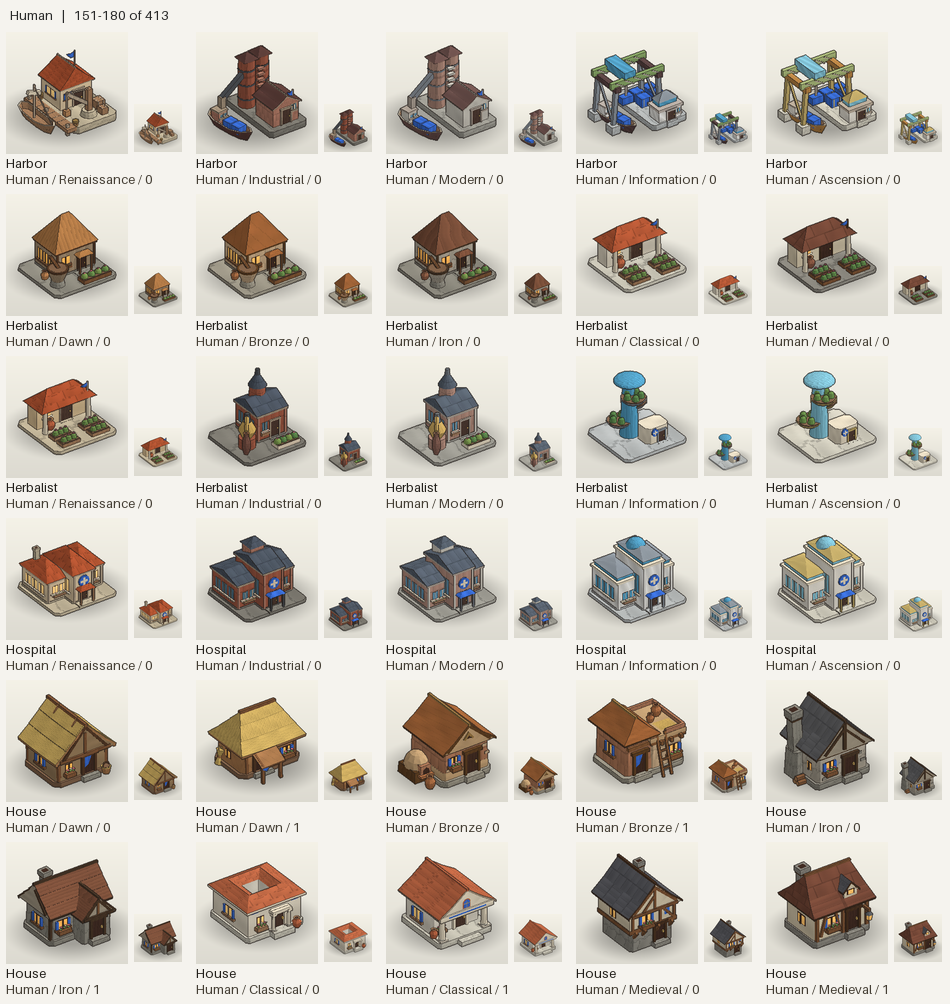 Human | 151-180 of 413
Harbor
Human / Renaissance / 0
Harbor
Human / Industrial / 0
Harbor
Human / Modern / 0
Harbor
Human / Information / 0
Harbor
Human / Ascension / 0
Herbalist
Human / Dawn / 0
Herbalist
Human / Bronze / 0
Herbalist
Human / Iron / 0
Herbalist
Human / Classical / 0
Herbalist
Human / Medieval / 0
Herbalist
Human / Renaissance / 0
Herbalist
Human / Industrial / 0
Herbalist
Human / Modern / 0
Herbalist
Human / Information / 0
Herbalist
Human / Ascension / 0
Hospital
Human / Renaissance / 0
Hospital
Human / Industrial / 0
Hospital
Human / Modern / 0
Hospital
Human / Information / 0
Hospital
Human / Ascension / 0
House
Human / Dawn / 0
House
Human / Dawn / 1
House
Human / Bronze / 0
House
Human / Bronze / 1
House
Human / Iron / 0
House
Human / Iron / 1
House
Human / Classical / 0
House
Human / Classical / 1
House
Human / Medieval / 0
House
Human / Medieval / 1